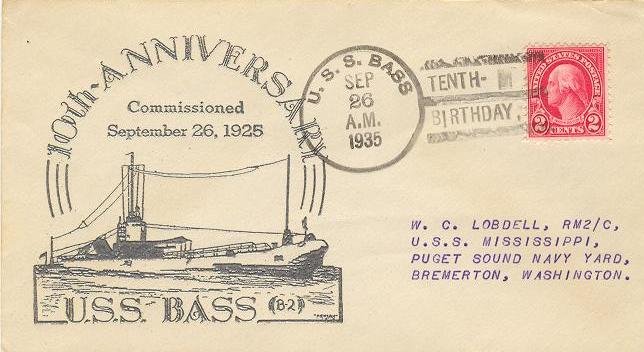 10th ANNIVERSARY
Commissioned
September 26, 1925
U.S.S. BASS (B-2)
U. S. S. BASS
SEP
26
A.M.
1935
TENTH-
BIRTHDAY,
UNITED STATES POSTAGE
2 CENTS 2
W. C. LOBDELL, RM2/C,
U.S.S. MISSISSIPPI,
PUGET SOUND NAVY YARD,
BREMERTON, WASHINGTON.